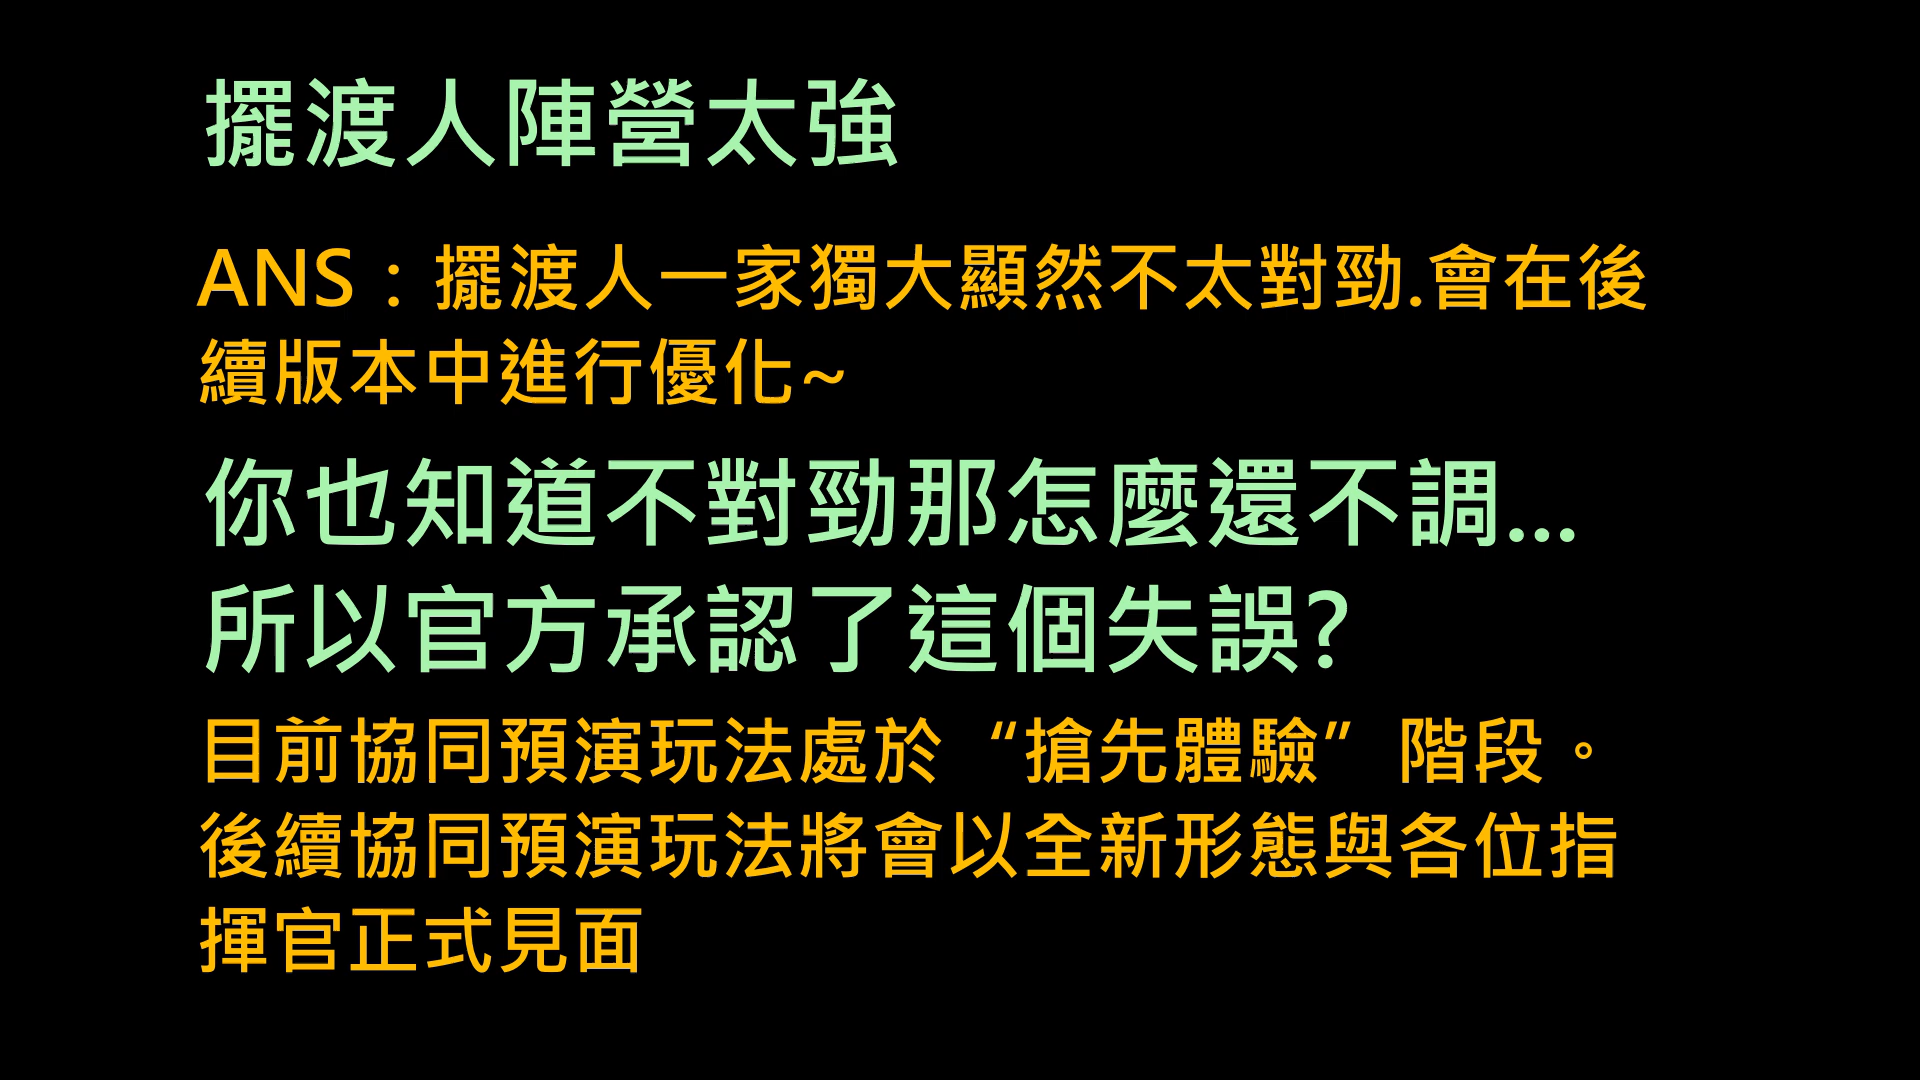 擺渡人陣營太強
ANS：擺渡人一家獨大顯然不太對勁.會在後
續版本中進行優化~
你也知道不對勁那怎麼還不調...
所以官方承認了這個失誤?
目前協同預演玩法處於“搶先體驗”階段。
後續協同預演玩法將會以全新形態與各位指
揮官正式見面